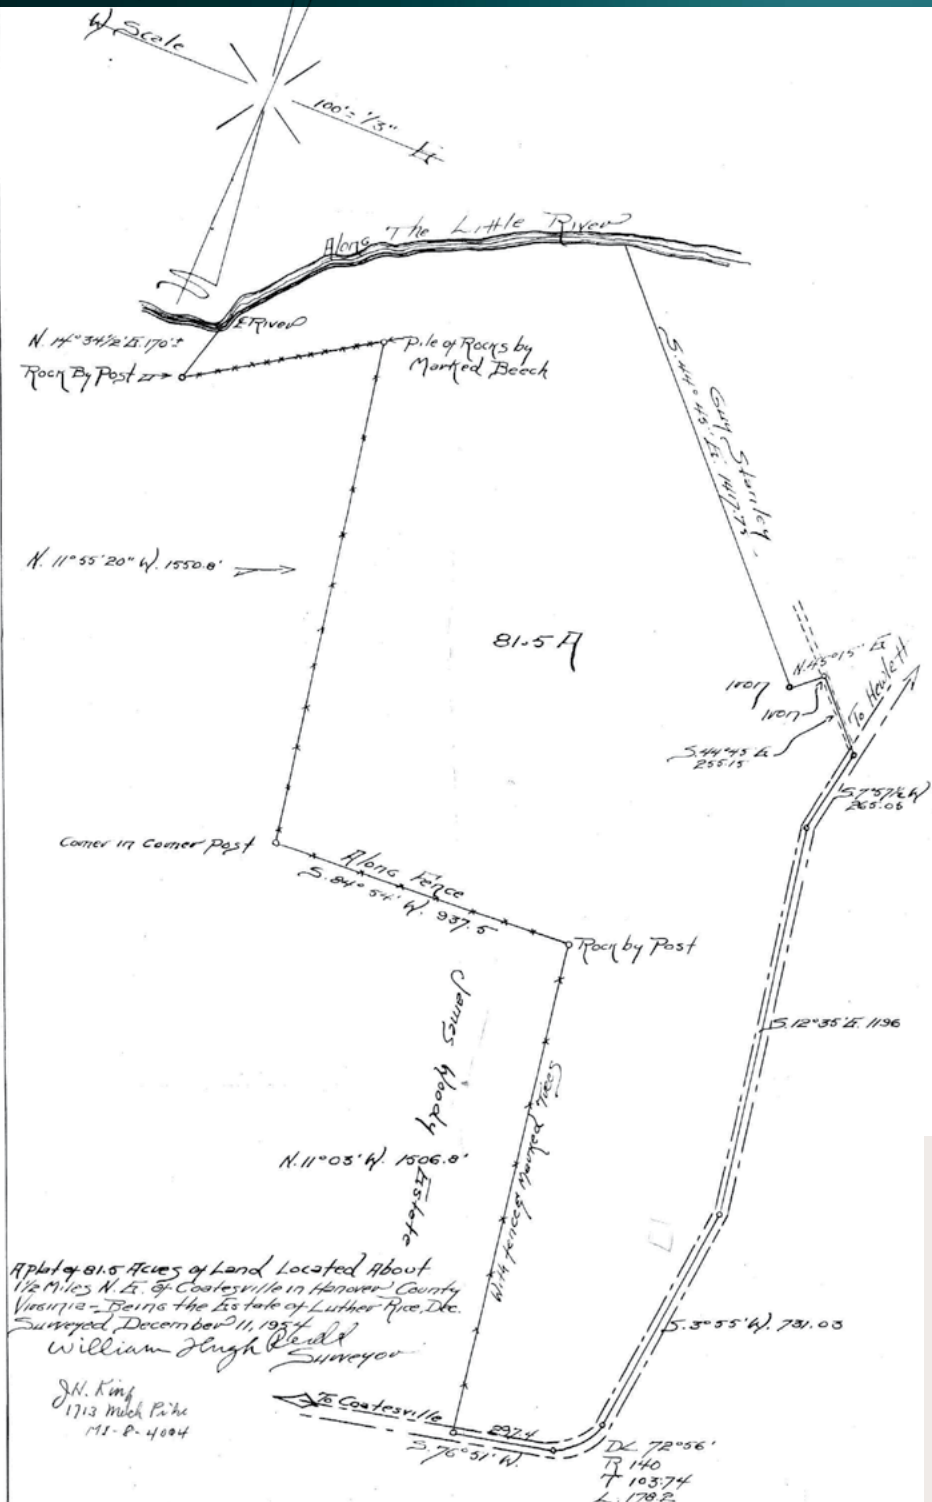 W Scale
100' = 1/3"
E
Along The Little River
N. 14°34½' E. 170'±
℄ River
Rock By Post
Pile of Rocks by
Marked Beech
S. 44°45' E. 1417.75
Guy Stanley
N. 11°55'20" W. 1550.8'
81.5 A
N. 45°15' E
Iron
Iron
To Hewlett
S. 44°45 E
255.15
S. 7°57½ W
265.05
Corner in Corner Post
Along Fence
S. 84°54' W. 937.5
Rock by Post
James Woody Estate
S. 12°35' E. 1196
With fence & Marked Trees
N. 11°03' W. 1506.8'
A plat of 81.5 Acres of Land Located About
1½ Miles N. E. of Coatesville in Hanover County
Virginia - Being the Estate of Luther Rice, Dec.
Surveyed December 11, 1954
William Hugh
Surveyor
S. 3°55' W. 731.03
J.N. King
1713 Mech Pike
M1-8-4004
To Coatesville
297.4
S. 76°51' W.
72°56'
R 140
T 103.74
L. 178.2